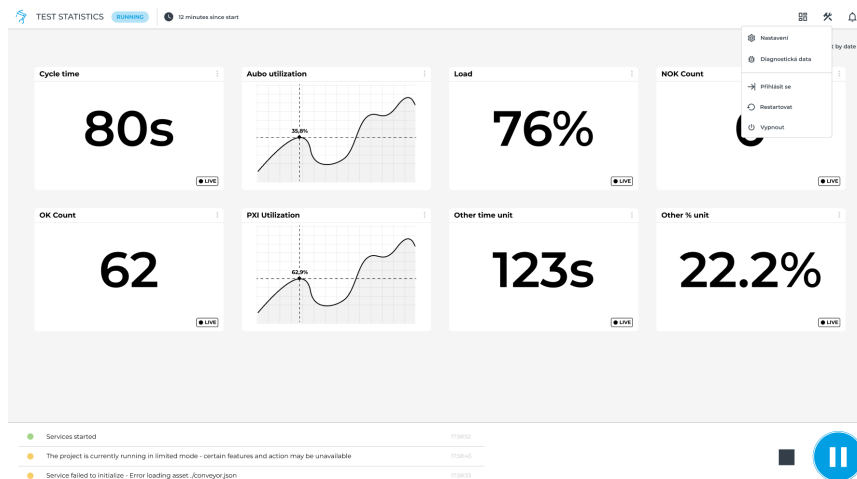 TEST STATISTICS RUNNING 12 minutes since start
Nastavení
t by date
Diagnostická data
Přihlásit se
Restartovat
Vypnout
Cycle time
80s
LIVE
Aubo utilization
35,8%
Load
76%
LIVE
NOK Count
LIVE
OK Count
62
LIVE
PXI Utilization
62,9%
Other time unit
123s
LIVE
Other % unit
22.2%
LIVE
Services started 17:56:52
The project is currently running in limited mode - certain features and action may be unavailable
Service failed to initialize - Error loading asset ./conveyor.json